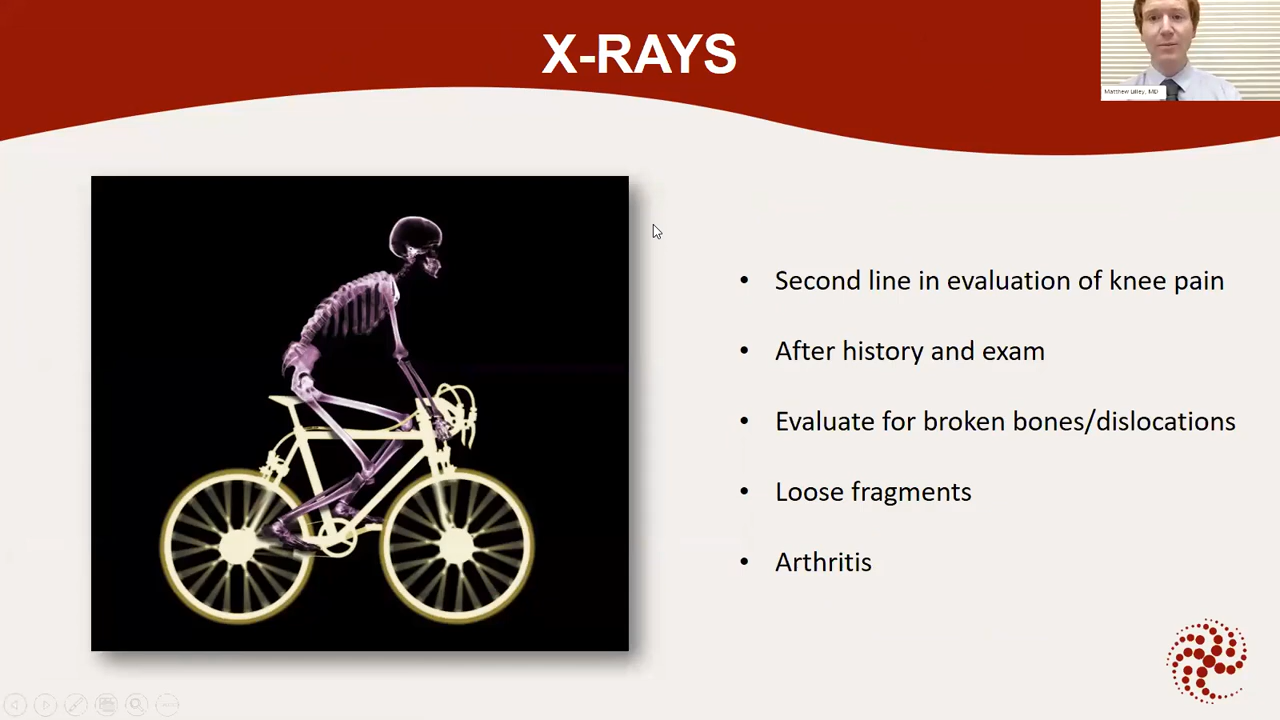 X-RAYS
Matthew Lilley, MD
• Second line in evaluation of knee pain
• After history and exam
• Evaluate for broken bones/dislocations
• Loose fragments
• Arthritis